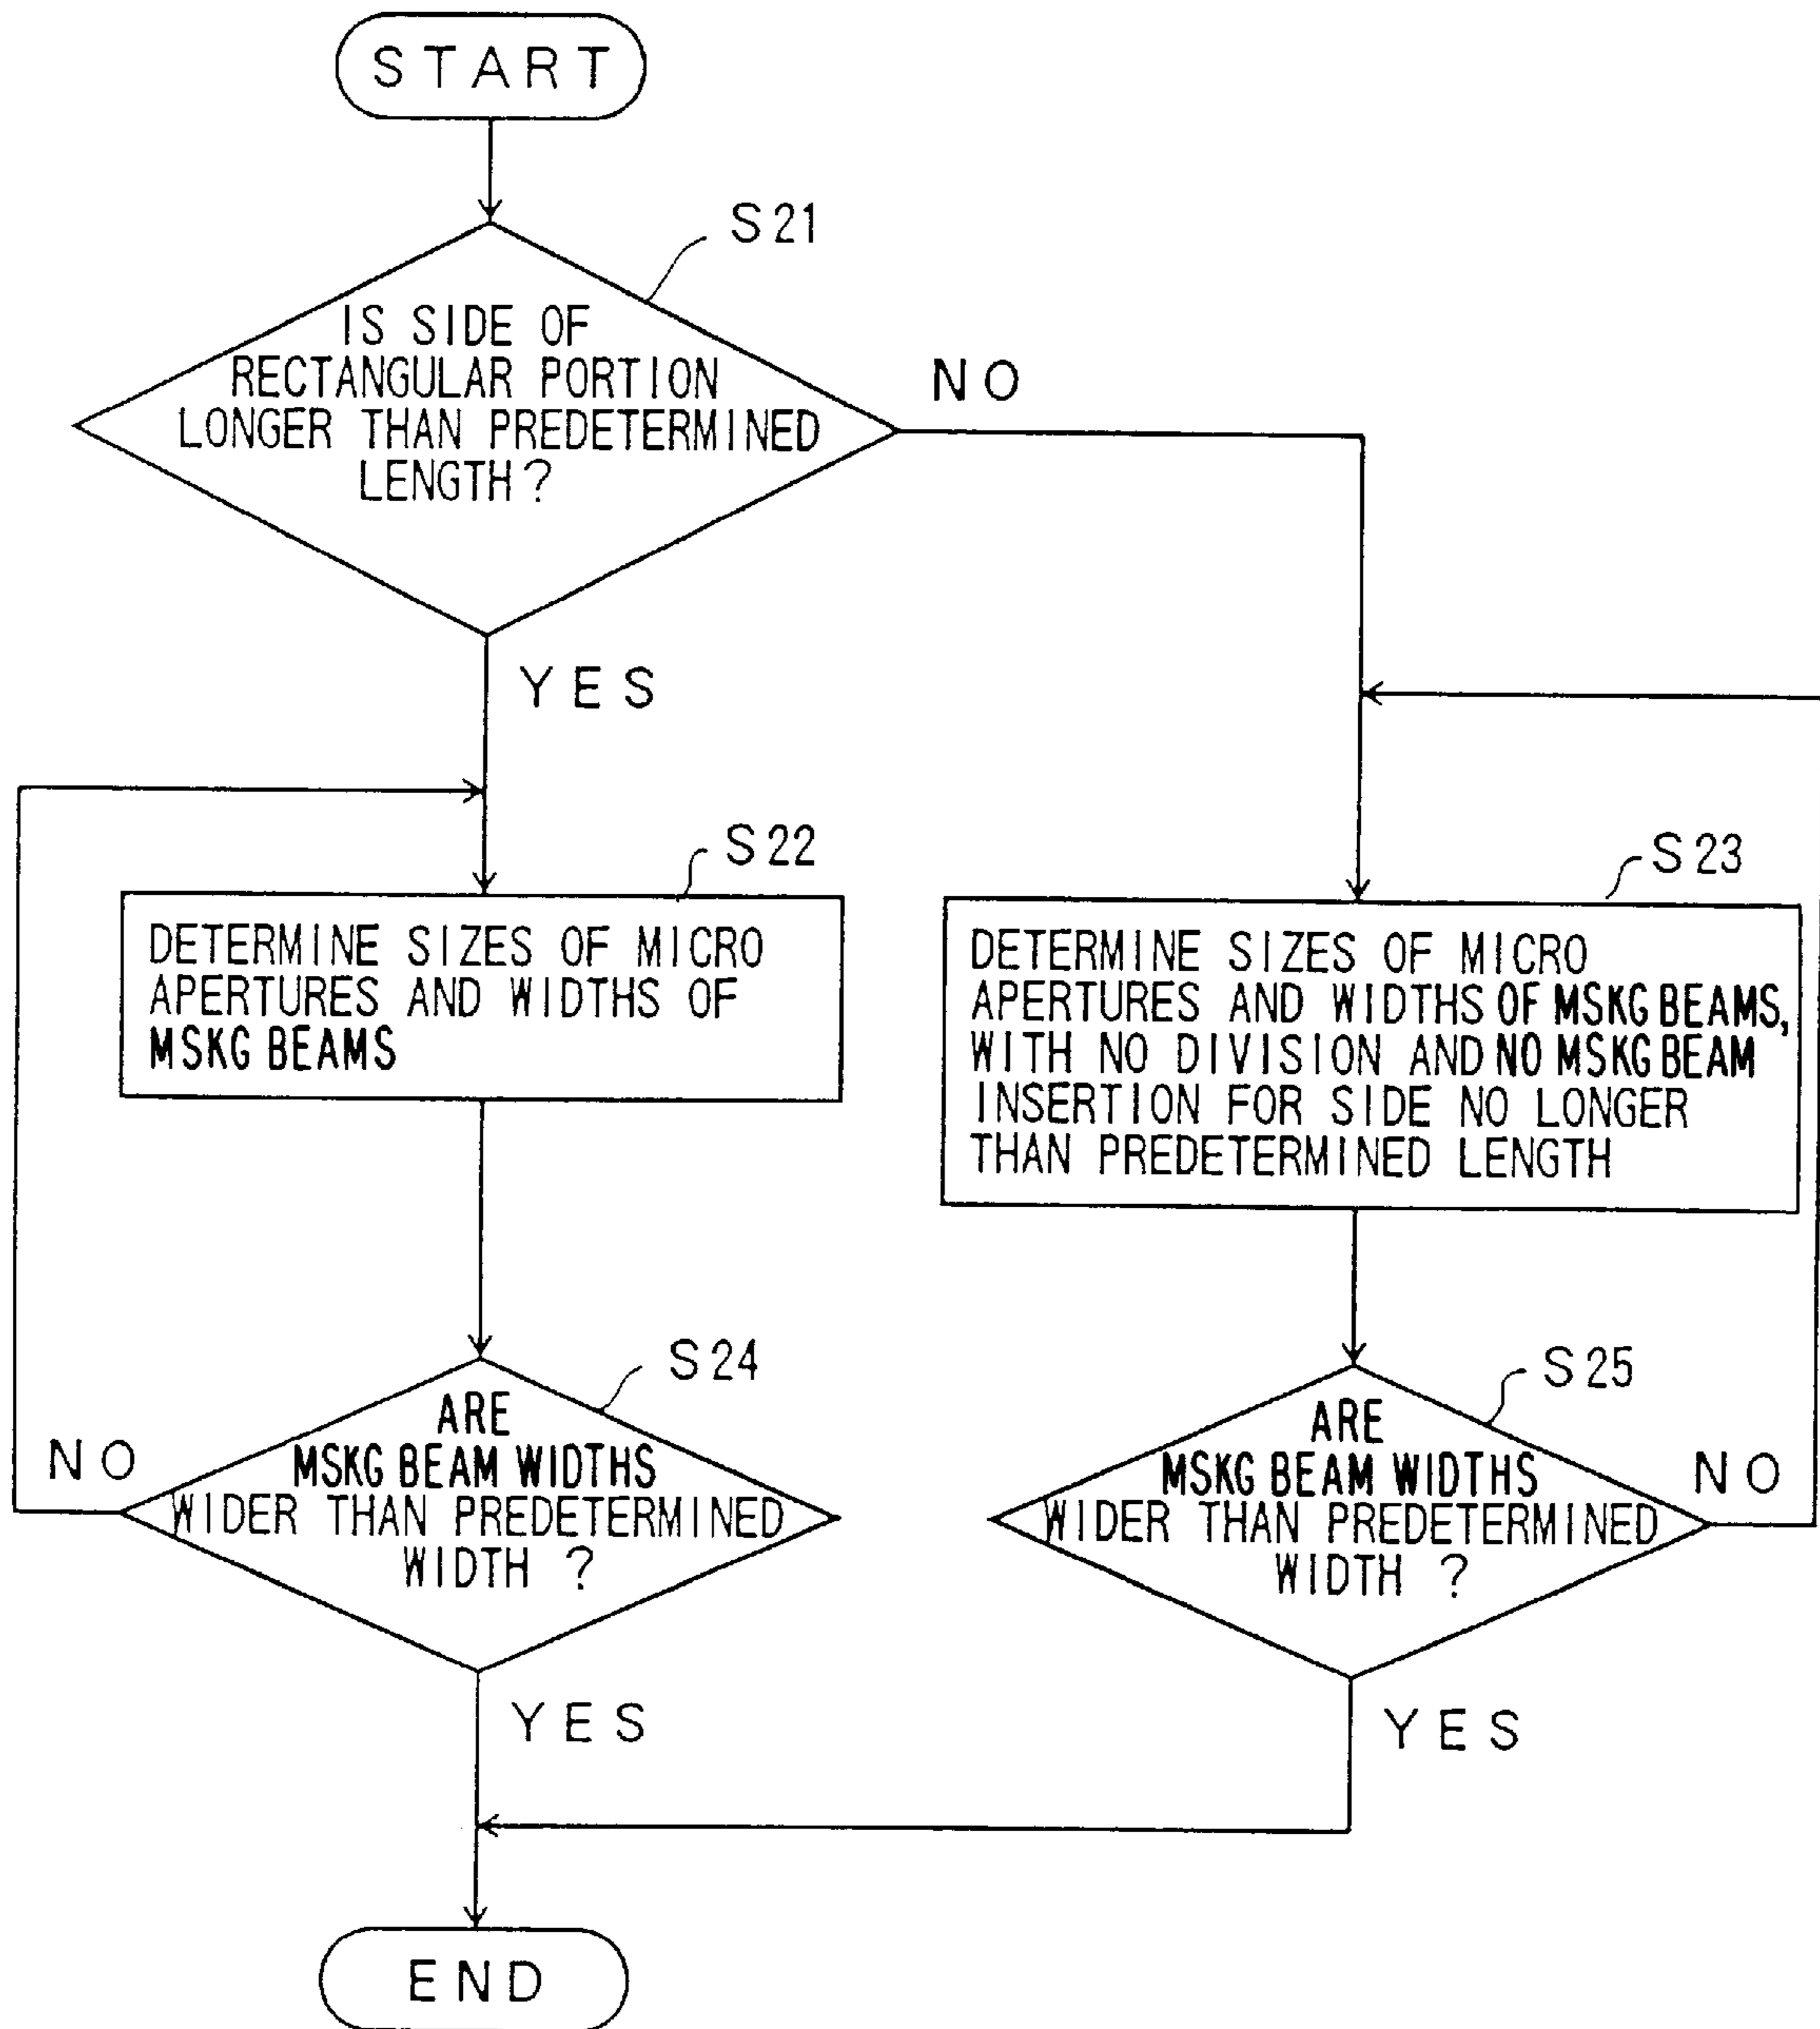 START
S21
IS SIDE OF
RECTANGULAR PORTION
LONGER THAN PREDETERMINED
LENGTH?
NO
YES
S22
DETERMINE SIZES OF MICRO
APERTURES AND WIDTHS OF
MSKG BEAMS
S23
DETERMINE SIZES OF MICRO
APERTURES AND WIDTHS OF MSKG BEAMS,
WITH NO DIVISION AND NO MSKG BEAM
INSERTION FOR SIDE NO LONGER
THAN PREDETERMINED LENGTH
S24
ARE
MSKG BEAM WIDTHS
WIDER THAN PREDETERMINED
WIDTH ?
NO
YES
S25
ARE
MSKG BEAM WIDTHS
WIDER THAN PREDETERMINED
WIDTH ?
NO
YES
END